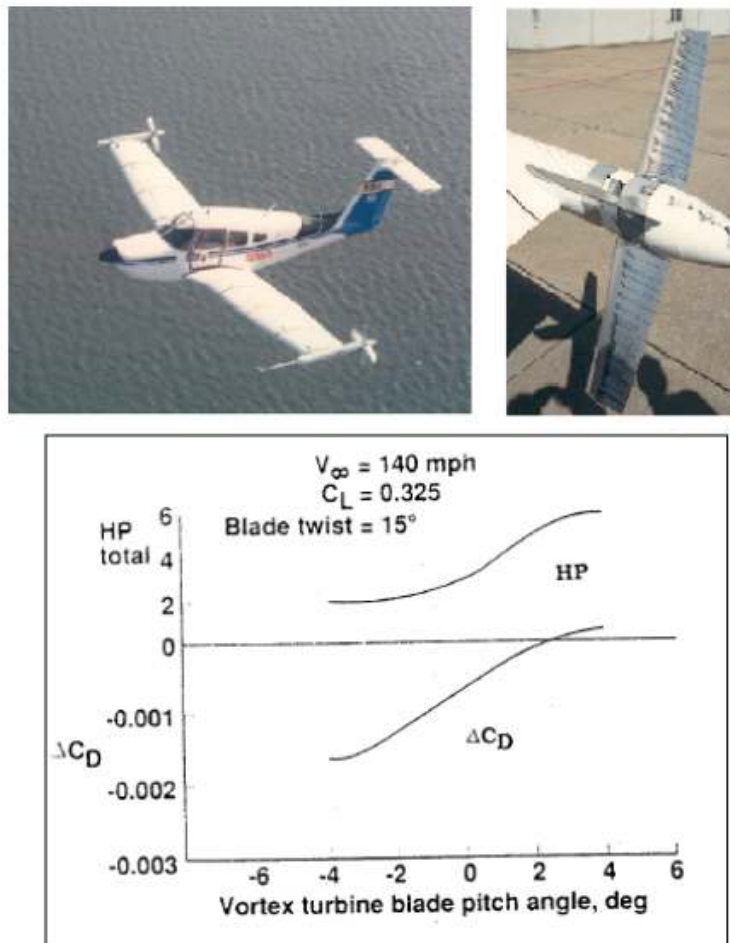 V∞ = 140 mph
CL = 0.325
Blade twist = 15°
HP
total
6
4
2
0
-0.001
-0.002
-0.003
HP
ΔCD
ΔCD
-6 -4 -2 0 2 4 6
Vortex turbine blade pitch angle, deg